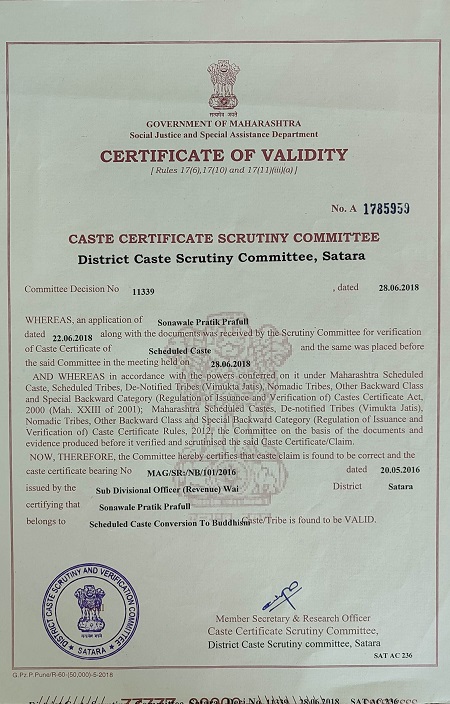 सत्यमेव जयते
GOVERNMENT OF MAHARASHTRA
Social Justice and Special Assistance Department
CERTIFICATE OF VALIDITY
[ Rules 17(6),17(10) and 17(11)(iii)(a) ]
No. A 1785959
CASTE CERTIFICATE SCRUTINY COMMITTEE
District Caste Scrutiny Committee, Satara
Committee Decision No 11339 , dated 28.06.2018
WHEREAS, an application of Sonawale Pratik Prafull
dated 22.06.2018 along with the documents was received by the Scrutiny Committee for verification
of Caste Certificate of Scheduled Caste and the same was placed before
the said Committee in the meeting held on 28.06.2018
AND WHEREAS in accordance with the powers conferred on it under Maharashtra Scheduled
Caste, Scheduled Tribes, De-Notified Tribes (Vimukta Jatis), Nomadic Tribes, Other Backward Class
and Special Backward Category (Regulation of Issuance and Verification of) Castes Certificate Act,
2000 (Mah. XXIII of 2001); Maharashtra Scheduled Castes, De-notified Tribes (Vimukta Jatis),
Nomadic Tribes, Other Backward Class and Special Backward Category (Regulation of Issuance and
Verification of) Caste Certificate Rules, 2012, the Committee on the basis of the documents and
evidence produced before it verified and scrutinised the said Caste Certificate/Claim.
NOW, THEREFORE, the Committee hereby certifies that caste claim is found to be correct and the
caste certificate bearing No MAG/SR:/NB/101/2016 dated 20.05.2016
issued by the Sub Divisional Officer (Revenue) Wai District Satara
certifying that Sonawale Pratik Prafull
belongs to Scheduled Caste Conversion To Buddhism Caste/Tribe is found to be VALID.
DISTRICT CASTE SCRUTINY AND VERIFICATION COMMITTEE
★ SATARA ★
Member Secretary & Research Officer
Caste Certificate Scrutiny Committee,
District Caste Scrutiny Committee, Satara
SAT AC 236
G.Pz.P.Pune/R-60-(50,000)-5-2018
11339 28.06.2018 SAT AC 236